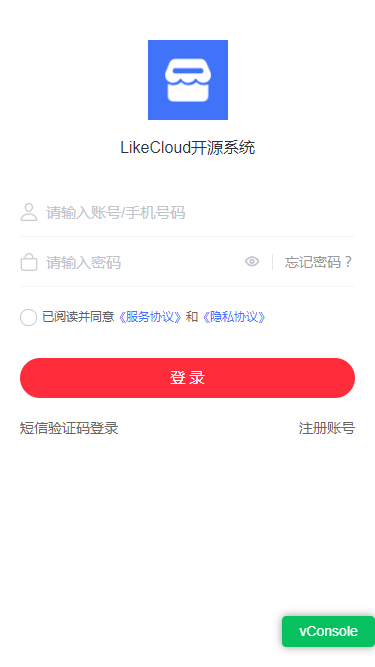 LikeCloud开源系统
请输入账号/手机号码
请输入密码 忘记密码？
已阅读并同意《服务协议》和《隐私协议》
登录
短信验证码登录 注册账号
vConsole